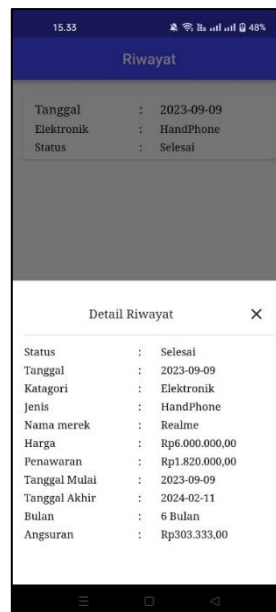 15.33 48%
Riwayat
Tanggal : 2023-09-09
Elektronik : HandPhone
Status : Selesai
Detail Riwayat ×
Status : Selesai
Tanggal : 2023-09-09
Katagori : Elektronik
Jenis : HandPhone
Nama merek : Realme
Harga : Rp6.000.000,00
Penawaran : Rp1.820.000,00
Tanggal Mulai : 2023-09-09
Tanggal Akhir : 2024-02-11
Bulan : 6 Bulan
Angsuran : Rp303.333,00